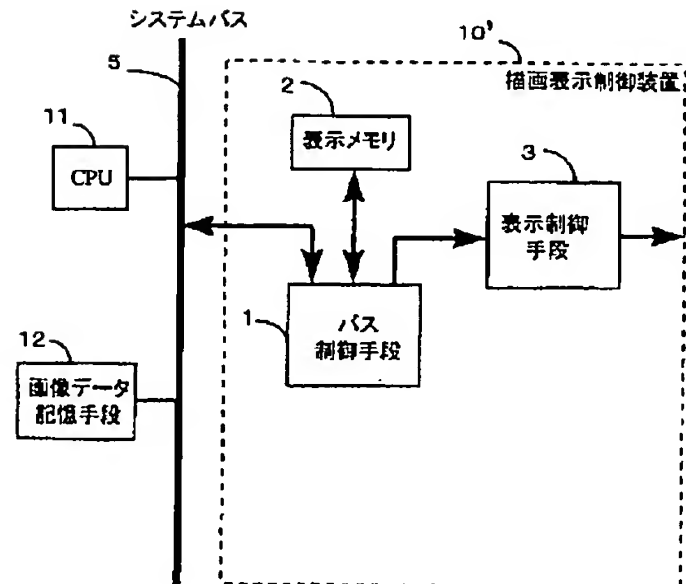 システムバス
5
10'
描画表示制御装置
2
表示メモリ
11
CPU
3
表示制御
手段
1
バス
制御手段
12
画像データ
記憶手段